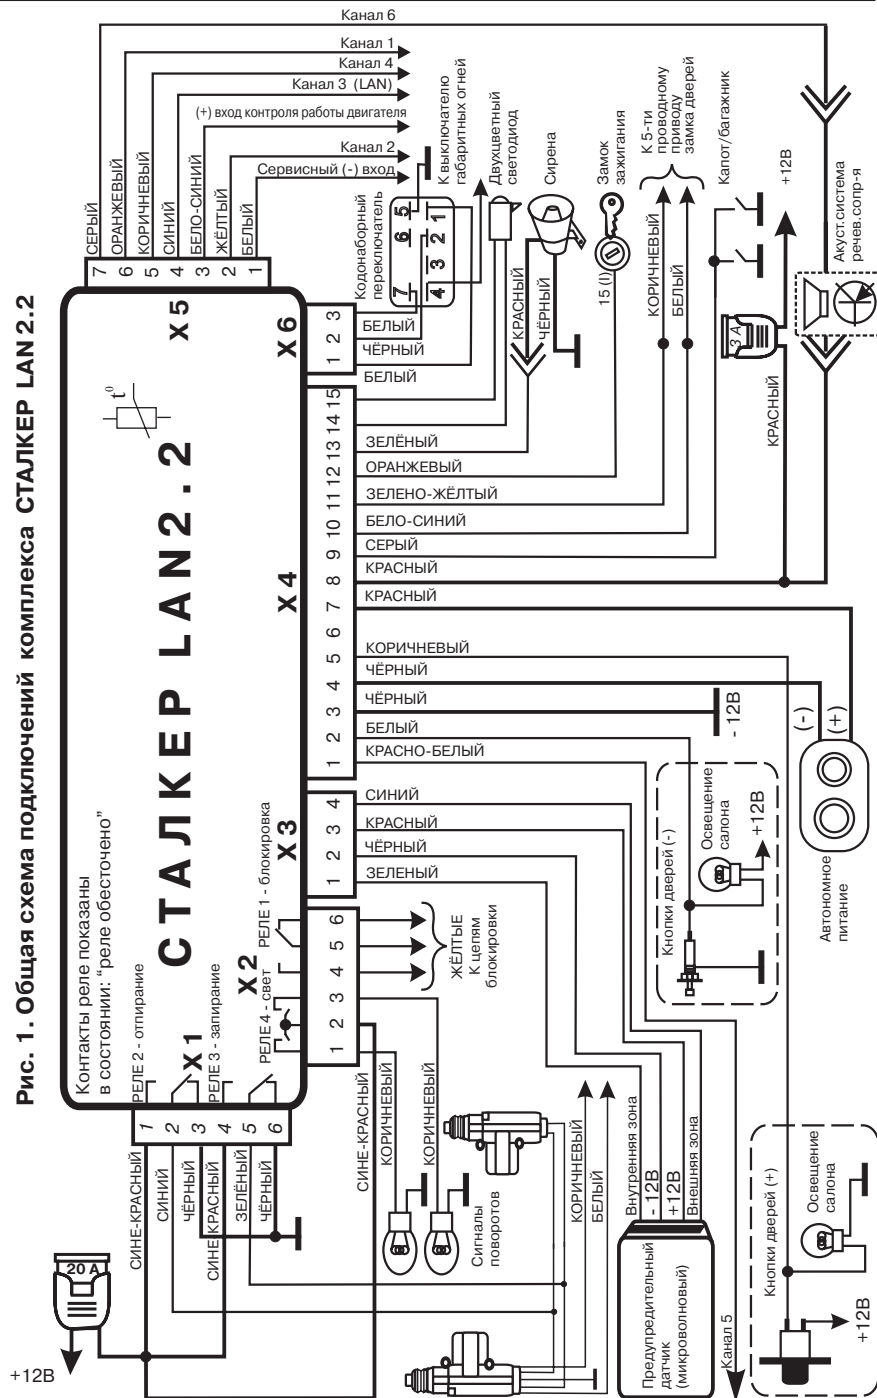 Рис. 1. Общая схема подключений комплекса СТАЛКЕР LAN 2.2
Контакты реле показаны
в состоянии: "реле обесточено"
СТАЛКЕР LAN2.2
t⁰
X1
РЕЛЕ 2 - отпирание
РЕЛЕ 3 - запирание
1
2
3
4
5
6
СИНЕ-КРАСНЫЙ
СИНИЙ
ЧЁРНЫЙ
СИНЕ-КРАСНЫЙ
ЗЕЛЁНЫЙ
ЧЁРНЫЙ
20 А
+12В
X2
РЕЛЕ 4 - свет
РЕЛЕ 1 - блокировка
1 2 3 4 5 6
СИНЕ-КРАСНЫЙ
КОРИЧНЕВЫЙ
КОРИЧНЕВЫЙ
ЖЁЛТЫЕ
К цепям
блокировки
Сигналы
поворотов
КОРИЧНЕВЫЙ
БЕЛЫЙ
X3
1 2 3 4
ЗЕЛЕНЫЙ
ЧЁРНЫЙ
КРАСНЫЙ
СИНИЙ
Внутренняя зона
- 12В
+12В
Внешняя зона
Предупредительный
датчик
(микроволновый)
Канал 5
X4
1 2 3 4 5 6 7 8 9 10 11 12 13 14 15
КРАСНО-БЕЛЫЙ
БЕЛЫЙ
ЧЁРНЫЙ
ЧЁРНЫЙ
КОРИЧНЕВЫЙ
КРАСНЫЙ
КРАСНЫЙ
СЕРЫЙ
БЕЛО-СИНИЙ
ЗЕЛЕНО-ЖЁЛТЫЙ
ОРАНЖЕВЫЙ
ЗЕЛЁНЫЙ
- 12В
Кнопки дверей (-)
Освещение
салона
+12В
Кнопки дверей (+)
Освещение
салона
+12В
(-)
(+)
Автономное
питание
X6
1 2 3
БЕЛЫЙ
ЧЁРНЫЙ
БЕЛЫЙ
Кодонаборный
переключатель
7 6 5
4 3 2 1
К выключателю
габаритных огней
Двухцветный
светодиод
Сирена
КРАСНЫЙ
ЧЁРНЫЙ
Замок
зажигания
15 (I)
К 5-ти
проводному
приводу
замка дверей
КОРИЧНЕВЫЙ
БЕЛЫЙ
Капот/багажник
3 А
+12В
КРАСНЫЙ
Акуст.система
речев.сопр-я
X5
7
6
5
4
3
2
1
СЕРЫЙ
ОРАНЖЕВЫЙ
КОРИЧНЕВЫЙ
СИНИЙ
БЕЛО-СИНИЙ
ЖЁЛТЫЙ
БЕЛЫЙ
Канал 6
Канал 1
Канал 4
Канал 3 (LAN)
(+) вход контроля работы двигателя
Канал 2
Сервисный (-) вход